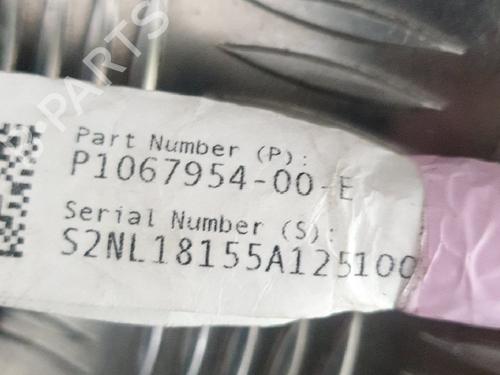 Part Number (P):
P1067954-00-E
Serial Number (S):
S2NL18155A125100